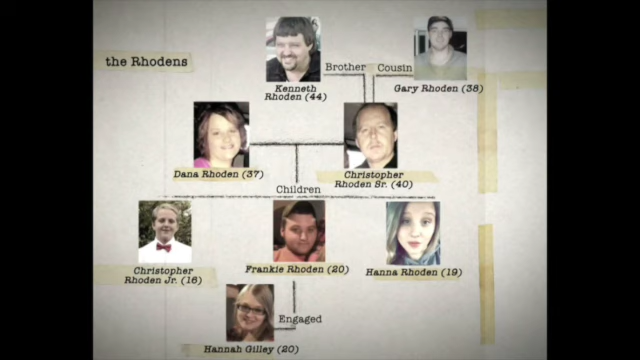 the Rhodens
Brother
Cousin
Kenneth
Rhoden (44)
Gary Rhoden (38)
Dana Rhoden (37)
Christopher
Rhoden Sr. (40)
Children
Christopher
Rhoden Jr. (16)
Frankie Rhoden (20)
Hanna Rhoden (19)
Engaged
Hannah Gilley (20)